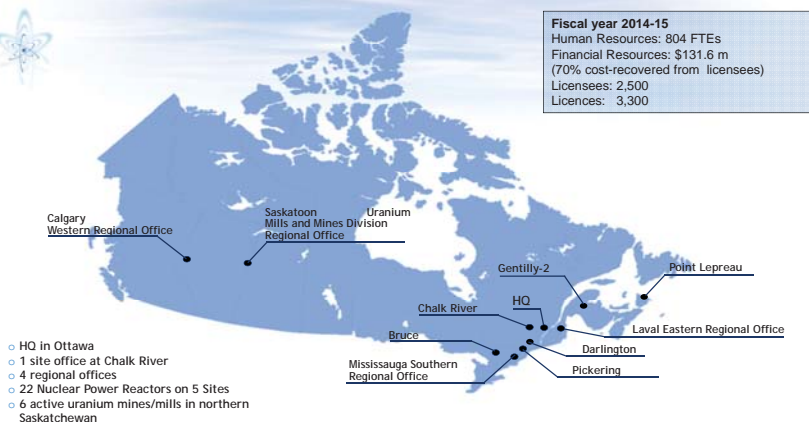 Fiscal year 2014-15
Human Resources: 804 FTEs
Financial Resources: $131.6 m
(70% cost-recovered from licensees)
Licensees: 2,500
Licences: 3,300
Calgary
Western Regional Office
Saskatoon Uranium
Mills and Mines Division
Regional Office
Gentilly-2
Point Lepreau
Chalk River
HQ
Laval Eastern Regional Office
Bruce
Darlington
Mississauga Southern
Regional Office
Pickering
o HQ in Ottawa
o 1 site office at Chalk River
o 4 regional offices
o 22 Nuclear Power Reactors on 5 Sites
o 6 active uranium mines/mills in northern
Saskatchewan